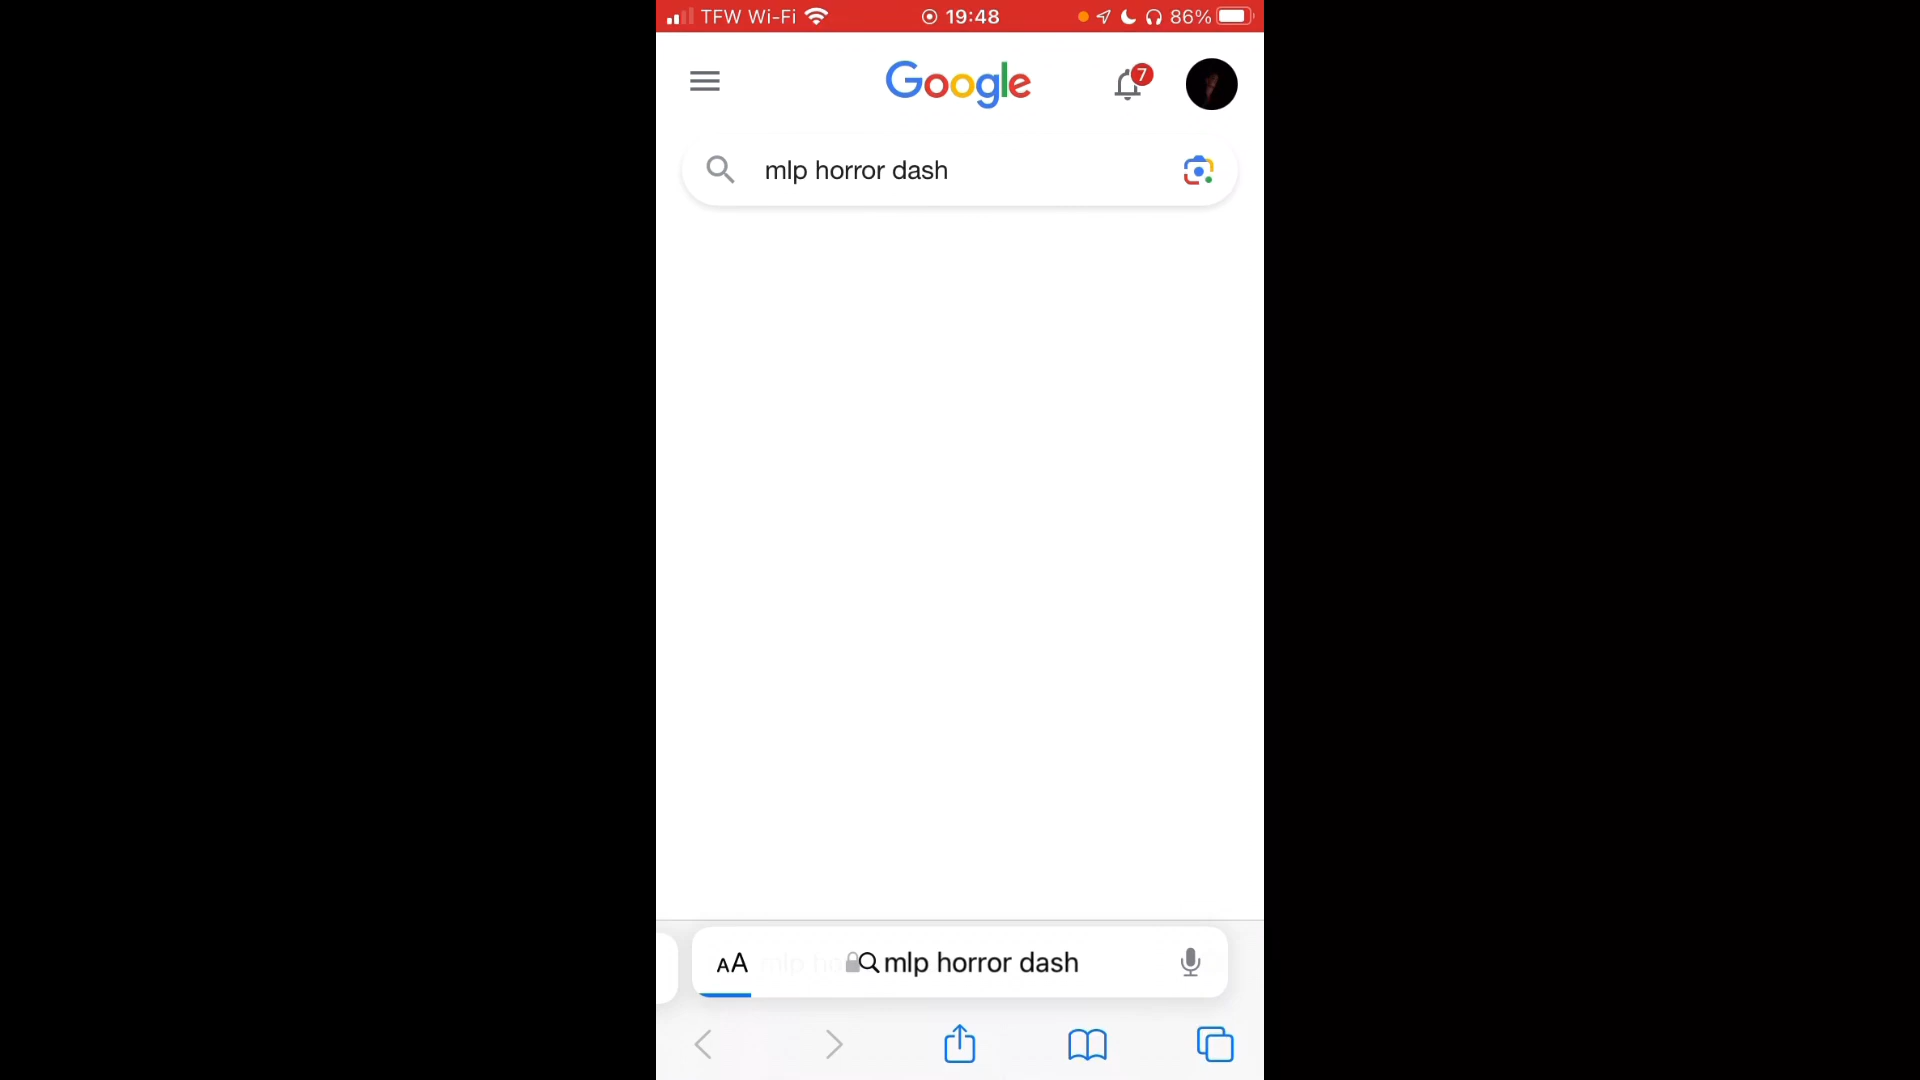 TFW Wi-Fi 19:48 86%
Google 7
mlp horror dash
AA mlp horror dash